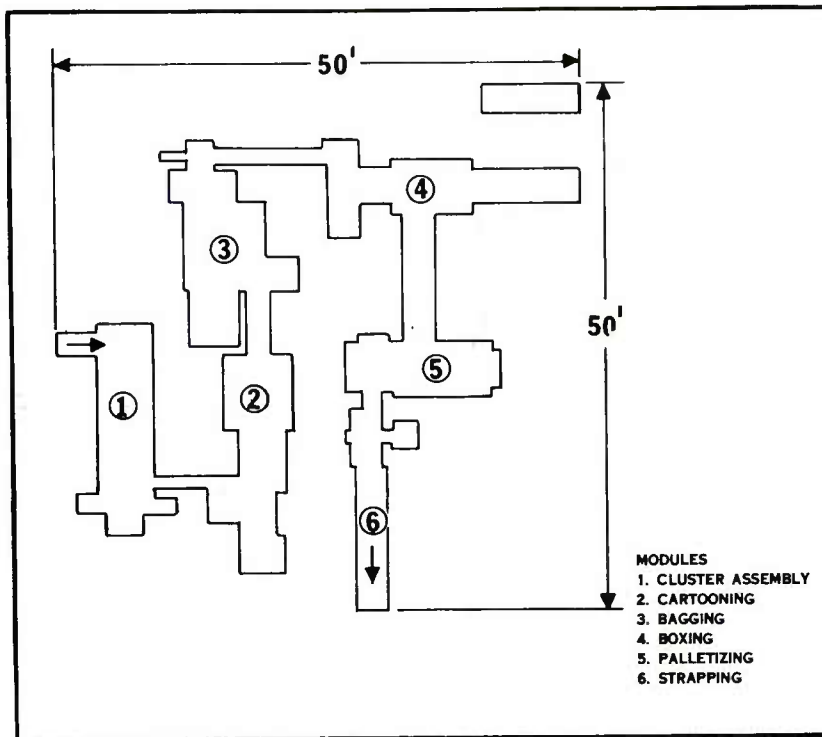 50'
50'
4
3
5
2
1
6
MODULES
1. CLUSTER ASSEMBLY
2. CARTOONING
3. BAGGING
4. BOXING
5. PALLETIZING
6. STRAPPING